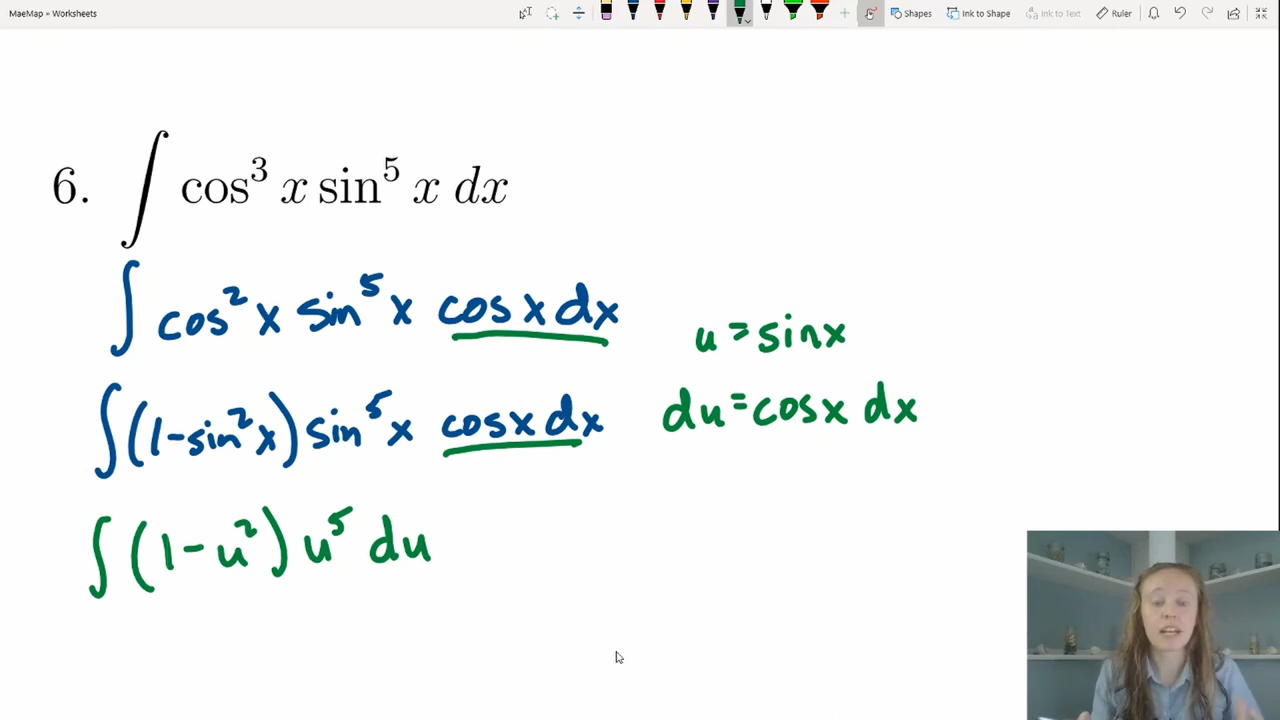 MaeMap » Worksheets
Shapes Ink to Shape Ink to Text Ruler
6. ∫ cos³ x sin⁵ x dx
∫ cos² x sin⁵ x cos x dx
u = sin x
∫ (1-sin² x) sin⁵ x cos x dx
du = cos x dx
∫ (1-u²) u⁵ du